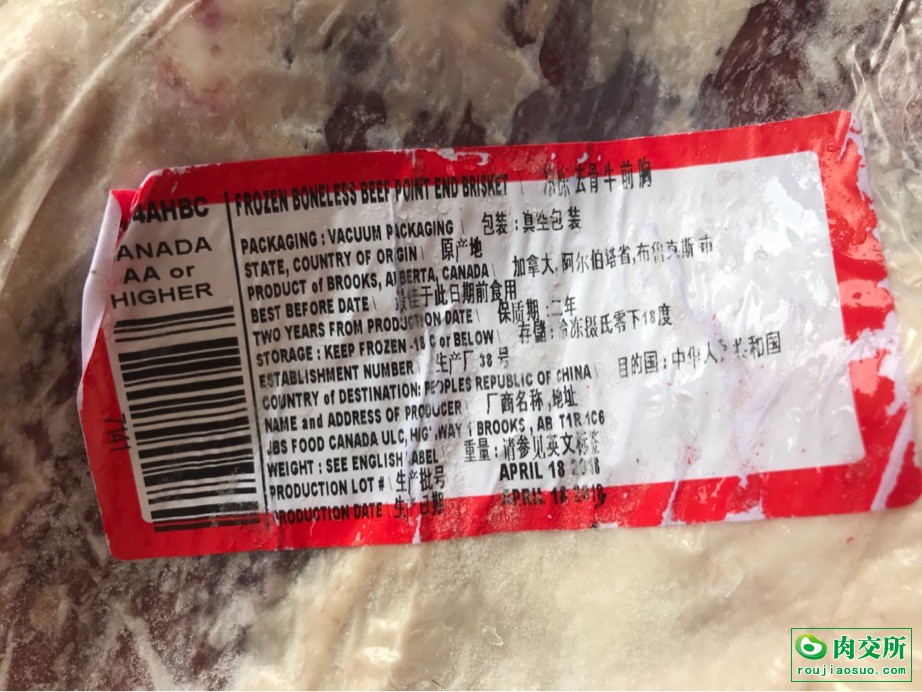 4AHBC
ANADA
AA or
HIGHER
7741
FROZEN BONELESS BEEF POINT END BRISKET 冷冻去骨牛前胸
PACKAGING : VACUUM PACKAGING 包装 : 真空包装
STATE, COUNTRY OF ORIGIN 原产地
PRODUCT OF BROOKS, ALBERTA, CANADA 加拿大,阿尔伯塔省,布鲁克斯市
BEST BEFORE DATE 最佳于此日期前食用
TWO YEARS FROM PRODUCTION DATE 保质期 : 二年
STORAGE : KEEP FROZEN -18 C or BELOW 存储 : 冷冻摄氏零下18度
ESTABLISHMENT NUMBER 生产厂 38 号
COUNTRY of DESTINATION: PEOPLES REPUBLIC OF CHINA 目的国 : 中华人民共和国
NAME and ADDRESS OF PRODUCER 厂商名称 ,地址
JBS FOOD CANADA ULC, HIGHWAY 1 BROOKS , AB T1R 1C6
WEIGHT : SEE ENGLISH LABEL 重量 : 请参见英文标签
PRODUCTION LOT # 生产批号 APRIL 18 2018
PRODUCTION DATE 生产日期 APRIL 18 2018
肉交所
roujiaosuo.com